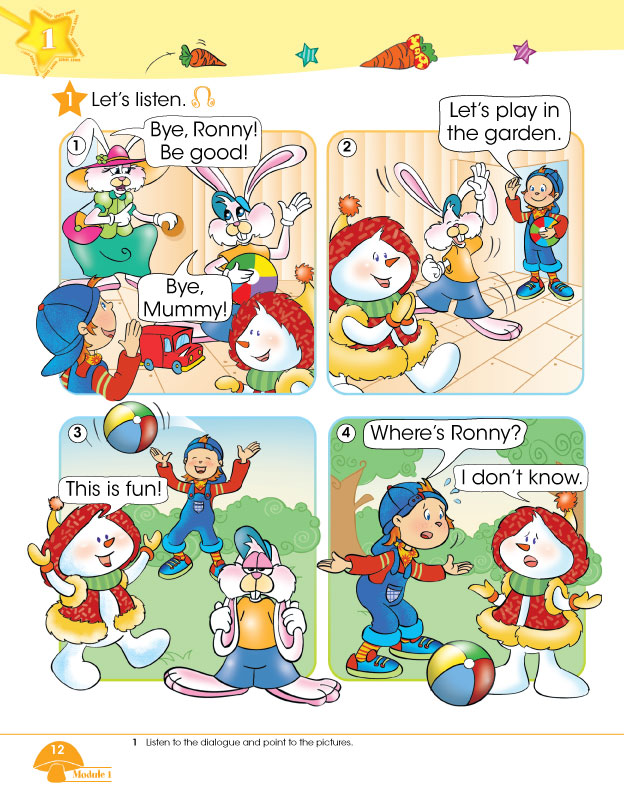 1
1 Let's listen.
1
Bye, Ronny!
Be good!
Bye,
Mummy!
2
Let's play in
the garden.
3
This is fun!
4
Where's Ronny?
I don't know.
1 Listen to the dialogue and point to the pictures.
12
Module 1